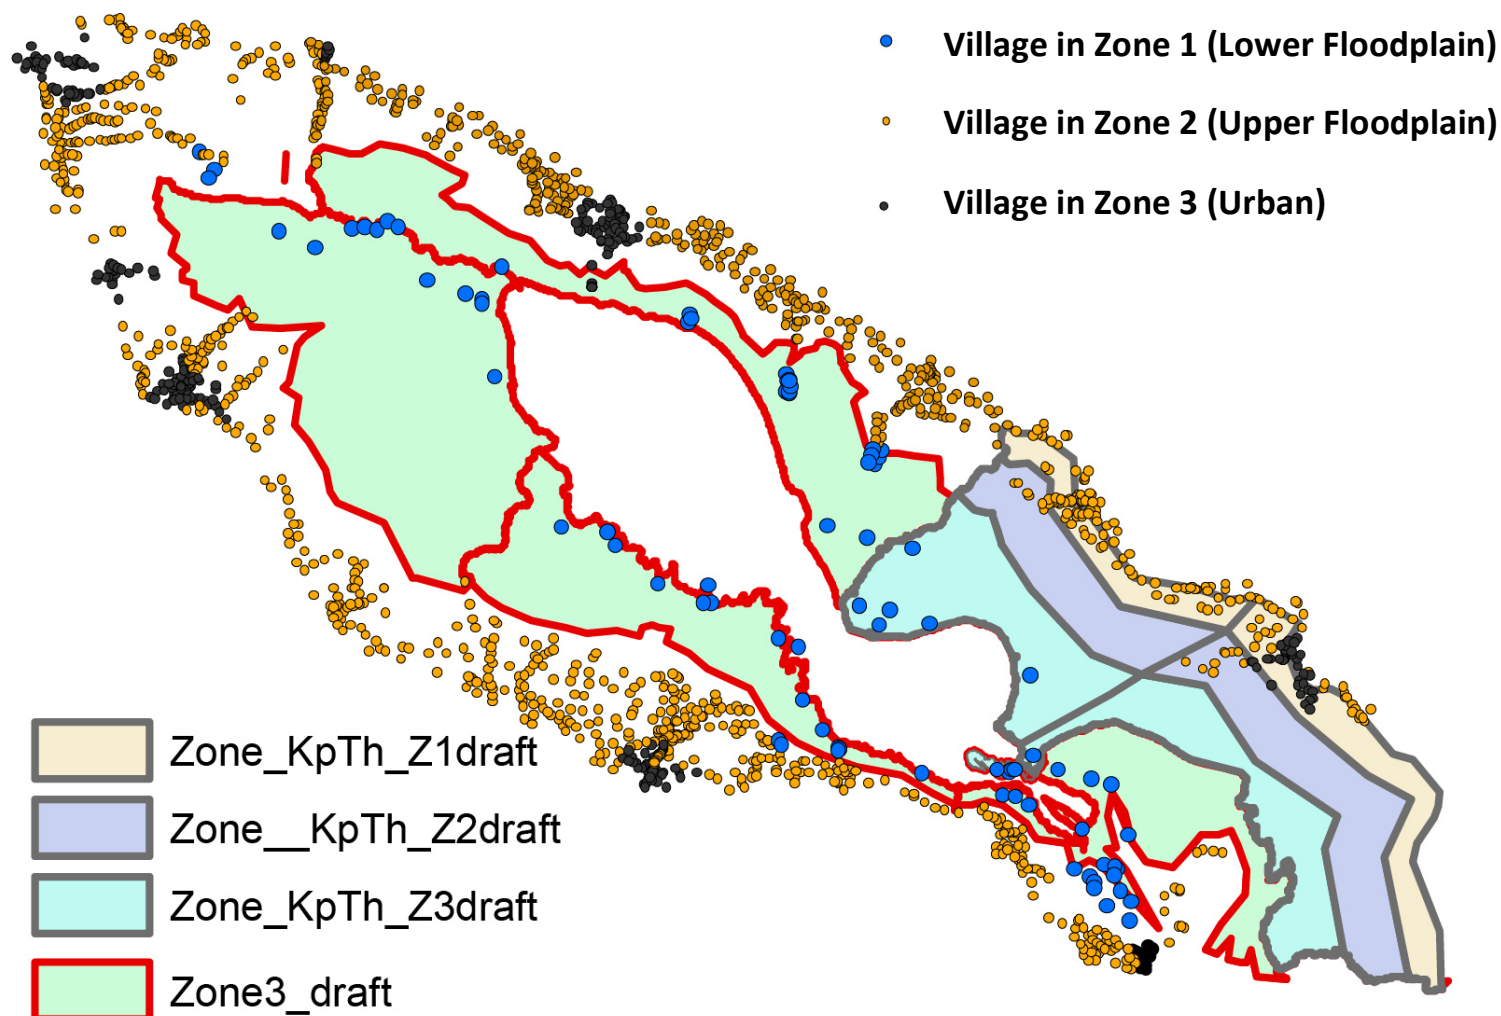 Village in Zone 1 (Lower Floodplain)
Village in Zone 2 (Upper Floodplain)
Village in Zone 3 (Urban)
Zone_KpTh_Z1draft
Zone__KpTh_Z2draft
Zone_KpTh_Z3draft
Zone3_draft